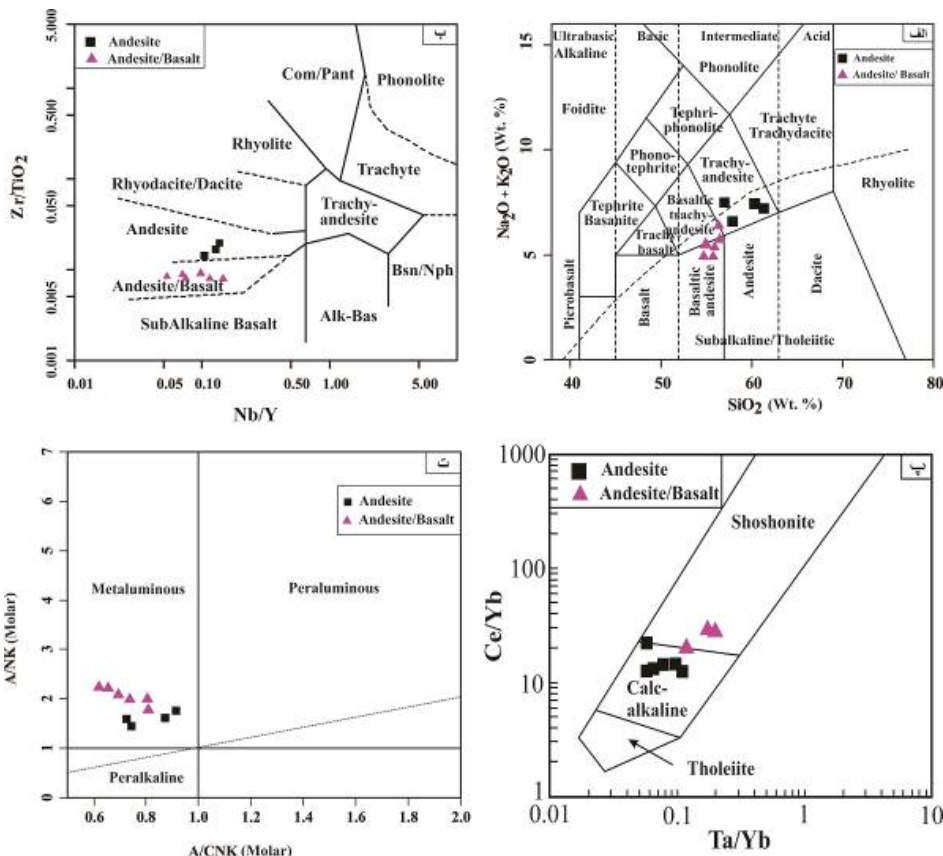 5.000
0.500
0.050
0.005
0.001
Zr/TiO2
Andesite
Andesite/Basalt
Com/Pant
Phonolite
Rhyolite
Trachyte
Rhyodacite/Dacite
Trachy-
andesite
Andesite
Andesite/Basalt
Bsn/Nph
SubAlkaline Basalt
Alk-Bas
0.01
0.05
0.10
0.50
1.00
5.00
Nb/Y
15
10
5
0
Na2O + K2O (Wt. %)
Ultrabasic
Basic
Intermediate
Acid
Alkaline
Andesite
Andesite/ Basalt
Phonolite
Foidite
Tephri-
phonolite
Trachyte
Trachydacite
Phono-
tephrite
Trachy-
andesite
Rhyolite
Tephrite
Basanite
Basaltic
trachy-
andesite
Trachy
basalt
Picrobasalt
Basalt
Basaltic
andesite
Andesite
Dacite
Subalkaline/Tholeiitic
40
50
60
70
80
SiO2 (Wt. %)
7
6
5
4
3
2
1
0
A/NK (Molar)
Andesite
Andesite/Basalt
Metaluminous
Peraluminous
Peralkaline
0.6
0.8
1.0
1.2
1.4
1.6
1.8
2.0
A/CNK (Molar)
1000
100
10
1
Ce/Yb
Andesite
Andesite/Basalt
Shoshonite
Calc-
alkaline
Tholeiite
0.01
0.1
1
10
Ta/Yb